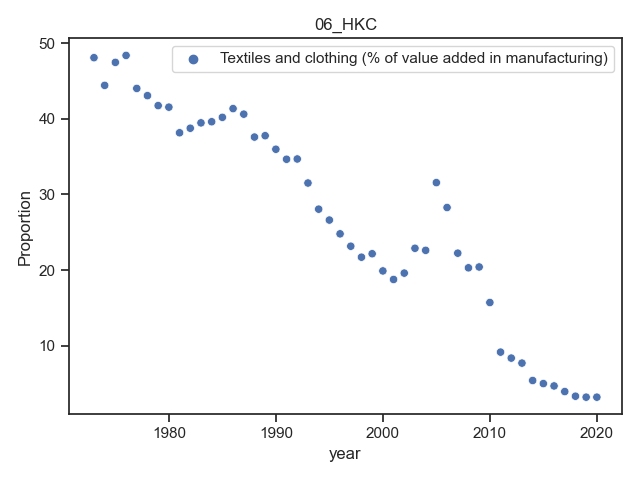 06_HKC
Textiles and clothing (% of value added in manufacturing)
Proportion
50
40
30
20
10
1980
1990
2000
2010
2020
year